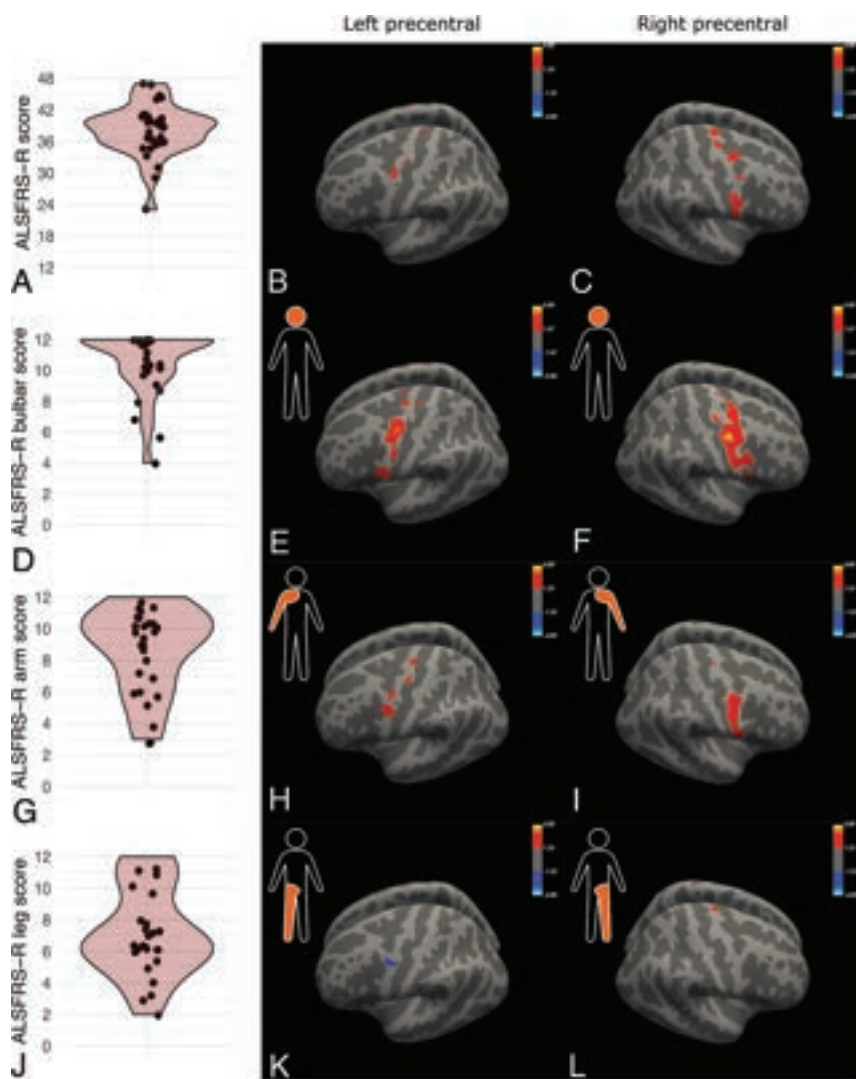 Left precentral
Right precentral
ALSFRS-R score
48
42
36
30
24
18
12
A
B
C
ALSFRS-R bulbar score
12
10
8
6
4
2
0
D
E
F
ALSFRS-R arm score
12
10
8
6
4
2
0
G
H
I
ALSFRS-R leg score
12
10
8
6
4
2
0
J
K
L